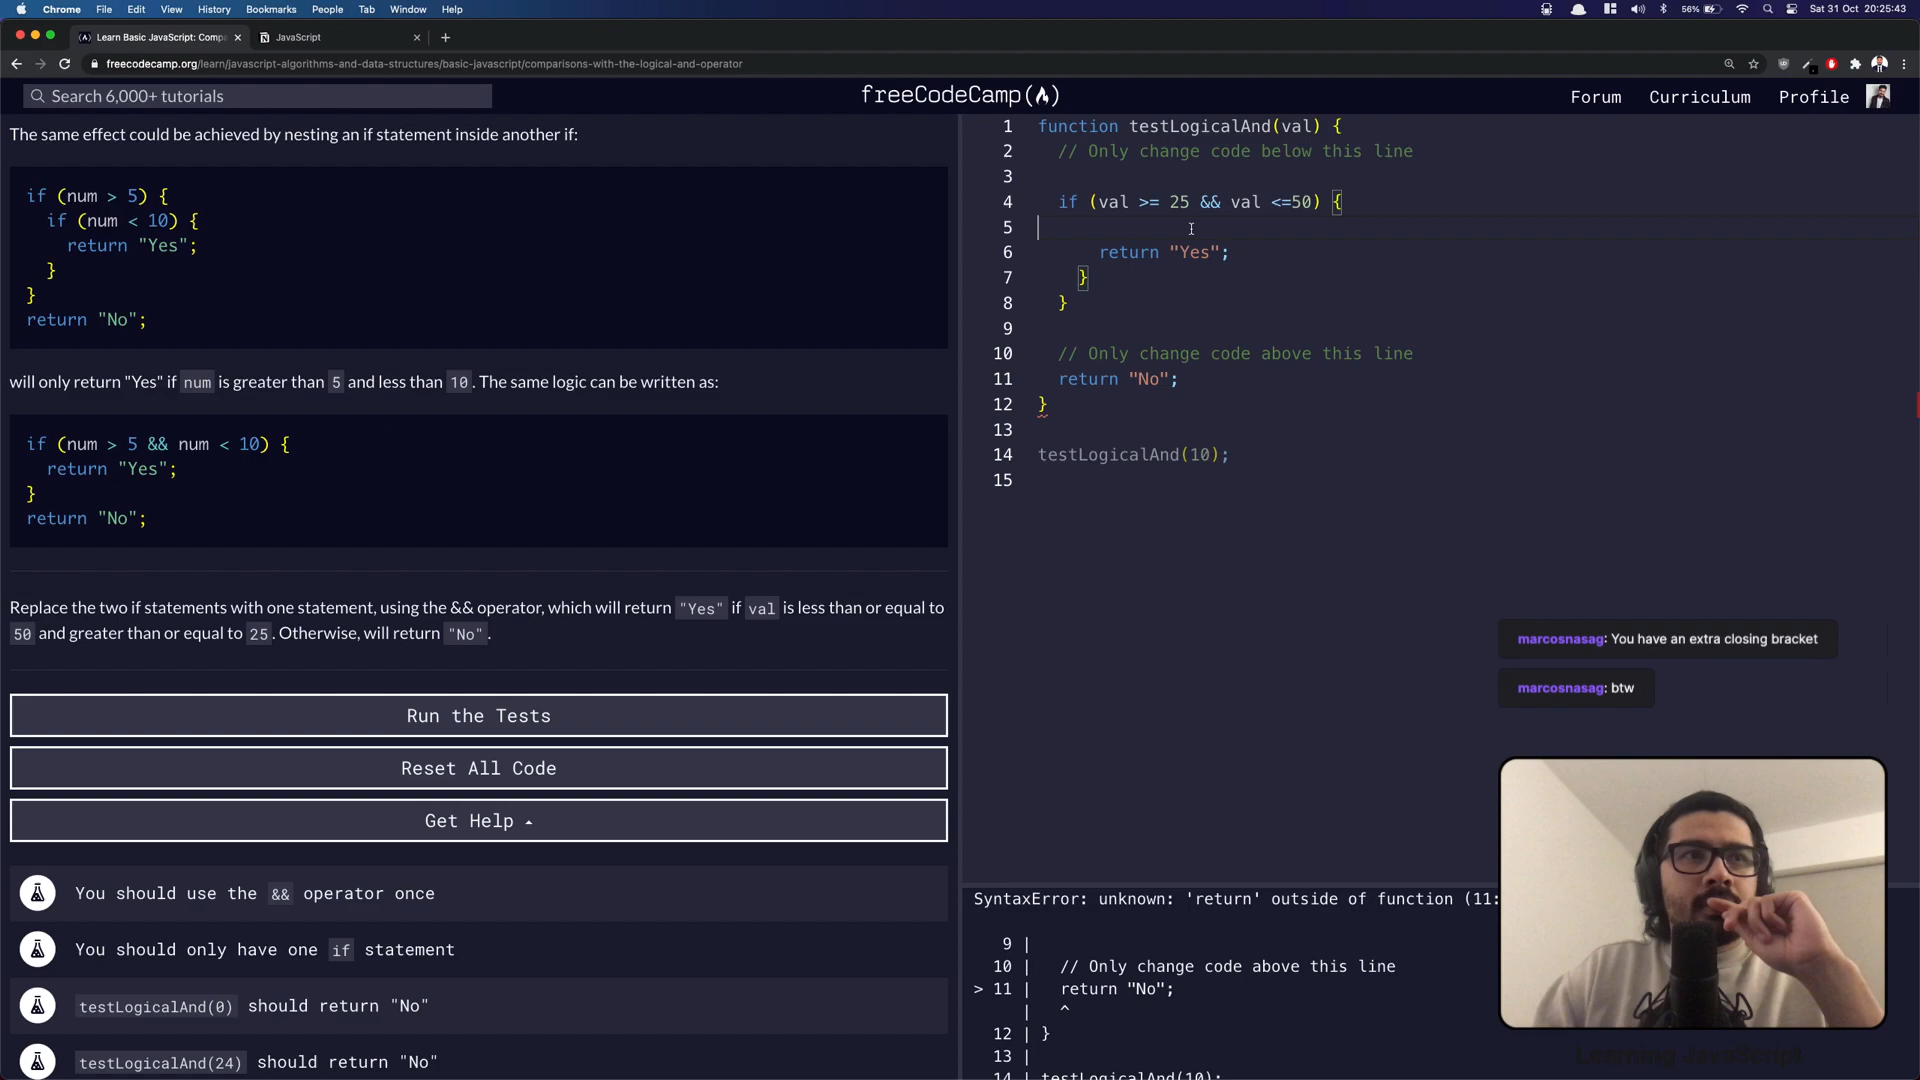 Chrome File Edit View History Bookmarks People Tab Window Help
56% Sat 31 Oct 20:25:43
Learn Basic JavaScript: Compa
JavaScript
freecodecamp.org/learn/javascript-algorithms-and-data-structures/basic-javascript/comparisons-with-the-logical-and-operator
Search 6,000+ tutorials
freeCodeCamp
Forum Curriculum Profile
The same effect could be achieved by nesting an if statement inside another if:
if (num > 5) {
if (num < 10) {
return "Yes";
}
}
return "No";
will only return "Yes" if num is greater than 5 and less than 10. The same logic can be written as:
if (num > 5 && num < 10) {
return "Yes";
}
return "No";
Replace the two if statements with one statement, using the && operator, which will return "Yes" if val is less than or equal to
50 and greater than or equal to 25. Otherwise, will return "No".
Run the Tests
Reset All Code
Get Help
You should use the && operator once
You should only have one if statement
testLogicalAnd(0) should return "No"
testLogicalAnd(24) should return "No"
1 function testLogicalAnd(val) {
2 // Only change code below this line
3
4 if (val >= 25 && val <=50) {
5
6 return "Yes";
7 }
8 }
9
10 // Only change code above this line
11 return "No";
12 }
13
14 testLogicalAnd(10);
15
marcosnasag: You have an extra closing bracket
marcosnasag: btw
SyntaxError: unknown: 'return' outside of function (11:
9 |
10 | // Only change code above this line
> 11 | return "No";
| ^
12 | }
13 |
14 | testLogicalAnd(10);
Learning JavaScript